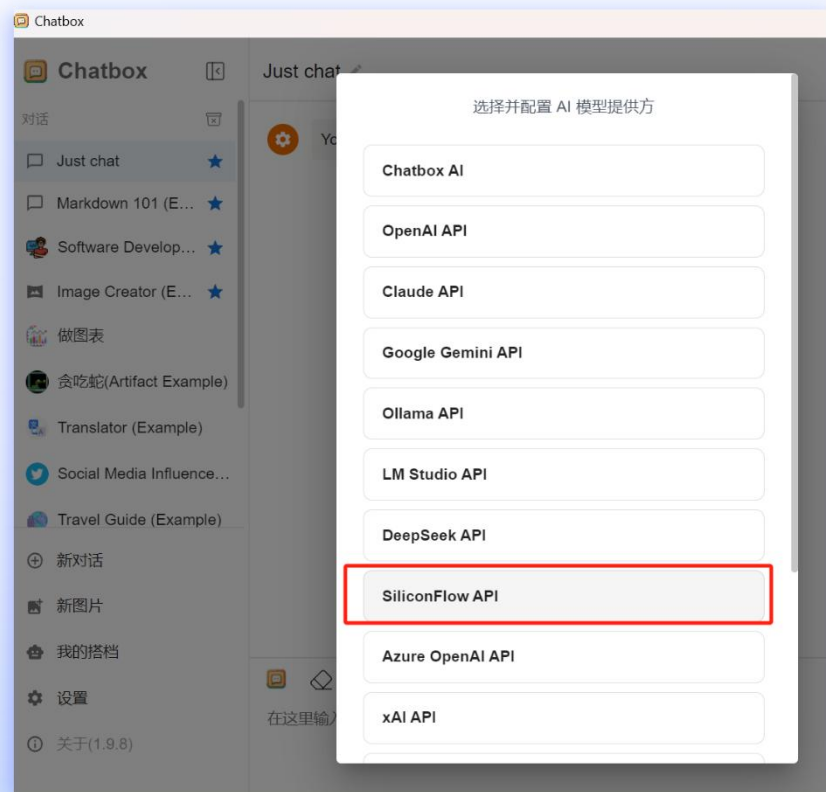 Chatbox
Chatbox
对话
Just chat
Markdown 101 (E...
Software Develop...
Image Creator (E...
做图表
贪吃蛇(Artifact Example)
Translator (Example)
Social Media Influence...
Travel Guide (Example)
新对话
新图片
我的搭档
设置
关于(1.9.8)
Just chat
Yo
在这里输入
选择并配置 AI 模型提供方
Chatbox AI
OpenAI API
Claude API
Google Gemini API
Ollama API
LM Studio API
DeepSeek API
SiliconFlow API
Azure OpenAI API
xAI API